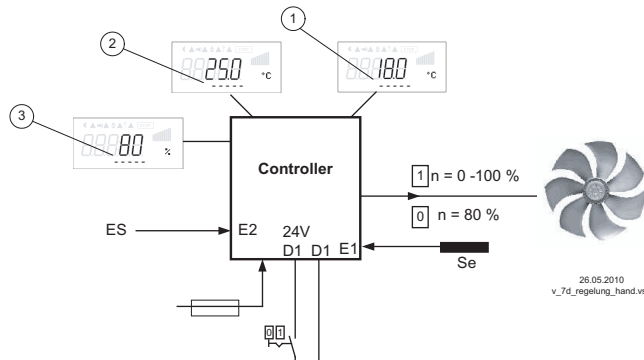 1
2
25.0 °C
18.0 °C
3
80 %
Controller
1 n = 0 -100 %
0 n = 80 %
ES
E2
24V
D1 D1 E1
Se
0 1
26.05.2010
v_7d_regelung_hand.vs